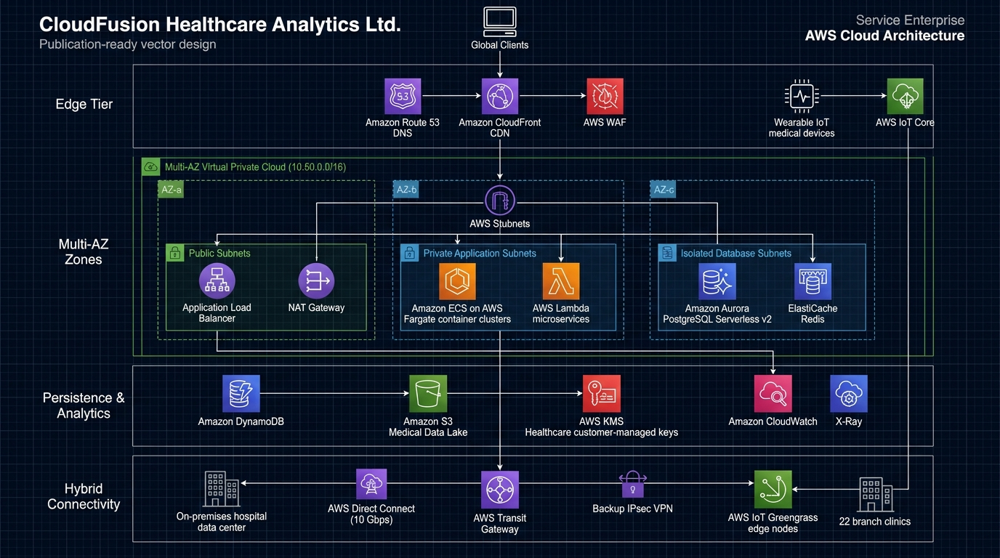 CloudFusion Healthcare Analytics Ltd.
Publication-ready vector design
Service Enterprise
AWS Cloud Architecture
Global Clients
Edge Tier
53
Amazon Route 53
DNS
Amazon CloudFront
CDN
AWS WAF
Wearable IoT
medical devices
AWS IoT Core
Multi-AZ
Zones
Multi-AZ Virtual Private Cloud (10.50.0.0/16)
AZ-a
AZ-b
AZ-c
AWS Stubnets
Public Subnets
Application Load
Balancer
NAT Gateway
Private Application Subnets
Amazon ECS on AWS
Fargate container clusters
AWS Lambda
microservices
Isolated Database Subnets
Amazon Aurora
PostgreSQL Serverless v2
ElastiCache
Redis
Persistence &
Analytics
Amazon DynamoDB
Amazon S3
Medical Data Lake
AWS KMS
Healthcare customer-managed keys
Amazon CloudWatch
X-Ray
Hybrid
Connectivity
On-premises hospital
data center
AWS Direct Connect
(10 Gbps)
AWS Transit
Gateway
Backup IPsec VPN
AWS IoT Greengrass
edge nodes
22 branch clinics